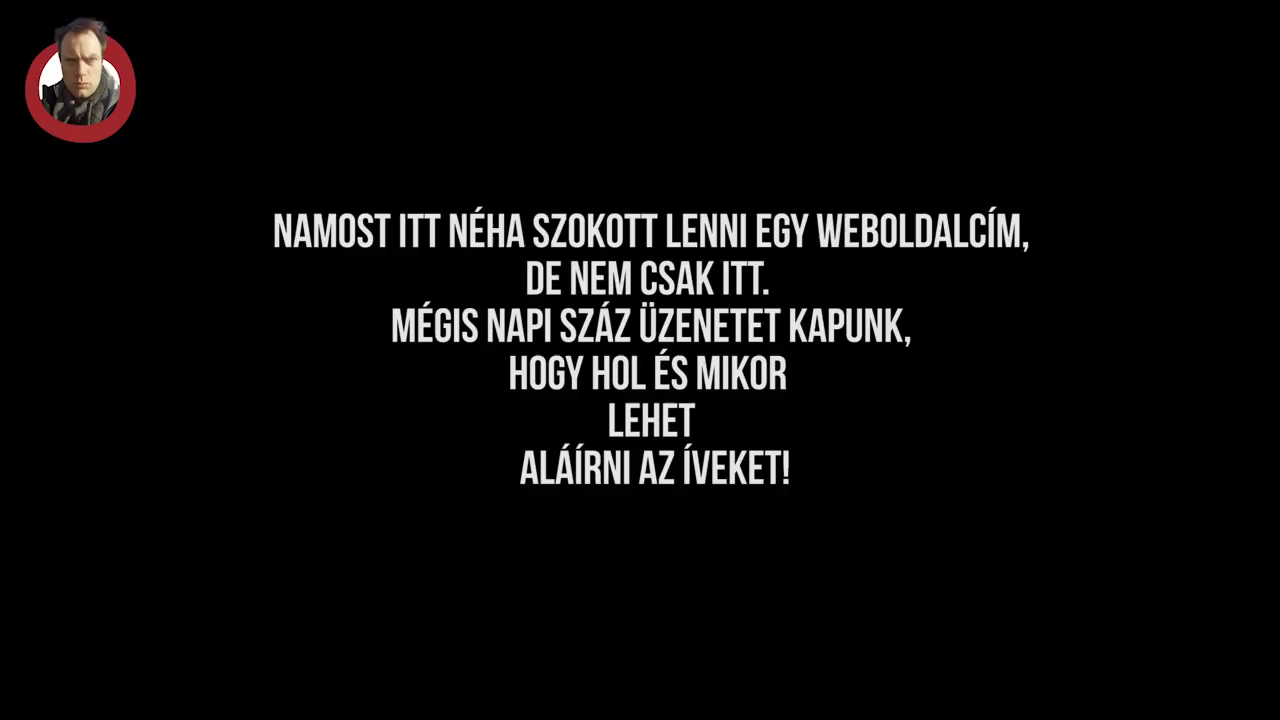 NAMOST ITT NÉHA SZOKOTT LENNI EGY WEBOLDALCÍM,
DE NEM CSAK ITT.
MÉGIS NAPI SZÁZ ÜZENETET KAPUNK,
HOGY HOL ÉS MIKOR
LEHET
ALÁÍRNI AZ ÍVEKET!